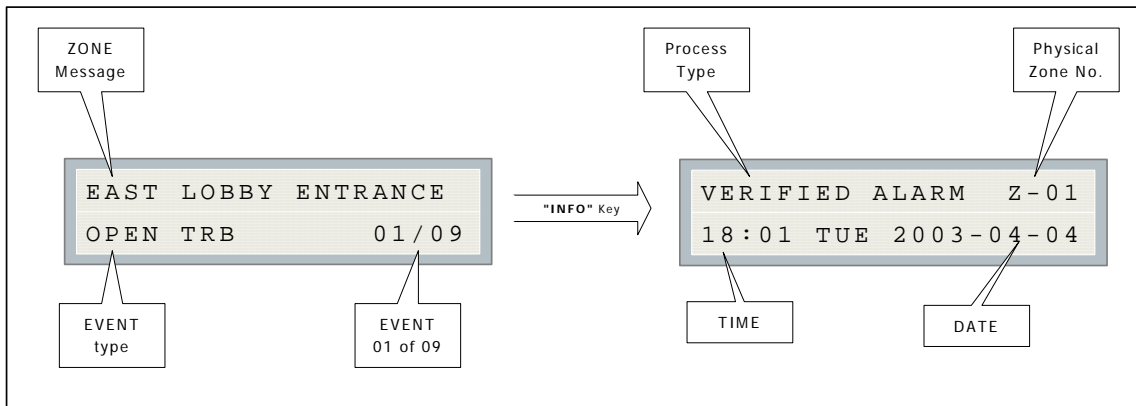 ZONE
Message
Process
Type
Physical
Zone No.
EAST LOBBY ENTRANCE
OPEN TRB 01/09
"INFO" Key
VERIFIED ALARM Z-01
18:01 TUE 2003-04-04
EVENT
type
EVENT
01 of 09
TIME
DATE